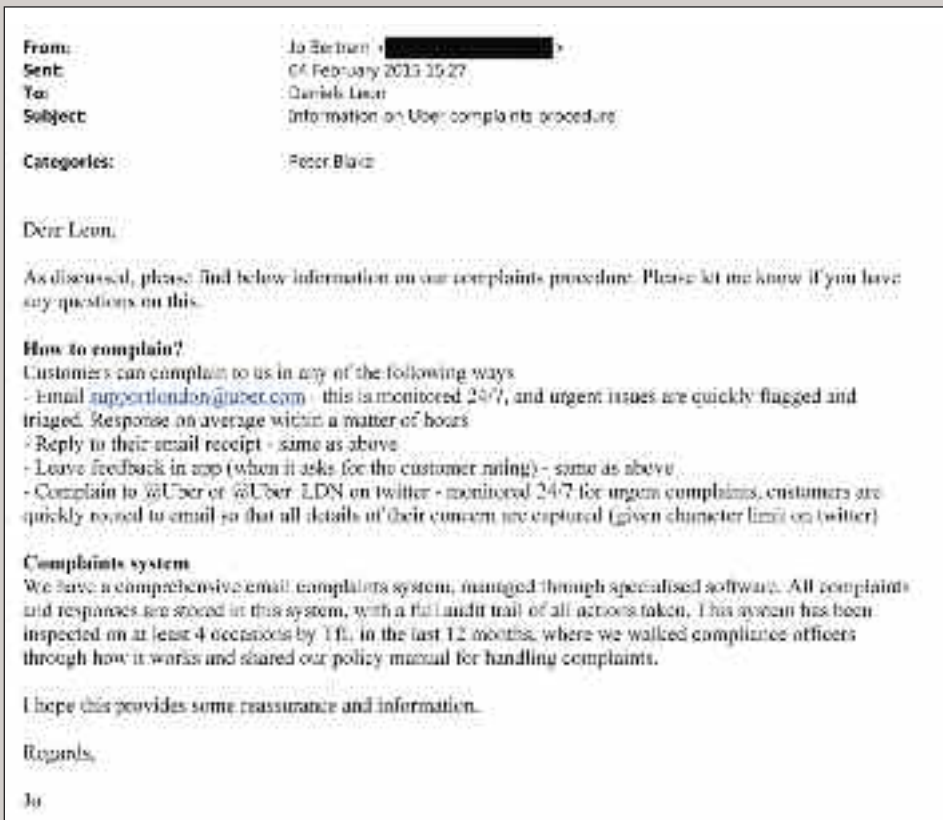 From: Jo Bertram < >
Sent: 04 February 2015 15:27
To: Daniels Leon
Subject: Information on Uber complaints procedure
Categories: Peter Blake
Dear Leon,
As discussed, please find below information on our complaints procedure. Please let me know if you have
any questions on this.
How to complain?
Customers can complain to us in any of the following ways
- Email supportlondon@uber.com - this is monitored 24/7, and urgent issues are quickly flagged and
triaged. Response on average within a matter of hours
- Reply to their email receipt - same as above
- Leave feedback in app (when it asks for the customer rating) - same as above
- Complain to @Uber or @Uber_LDN on twitter - monitored 24/7 for urgent complaints, customers are
quickly routed to email so that all details of their concern are captured (given character limit on twitter)
Complaints system
We have a comprehensive email complaints system, managed through specialised software. All complaints
and responses are stored in this system, with a full audit trail of all actions taken. This system has been
inspected on at least 4 occasions by TfL in the last 12 months, where we walked compliance officers
through how it works and shared our policy manual for handling complaints.
I hope this provides some reassurance and information.
Regards,
Jo